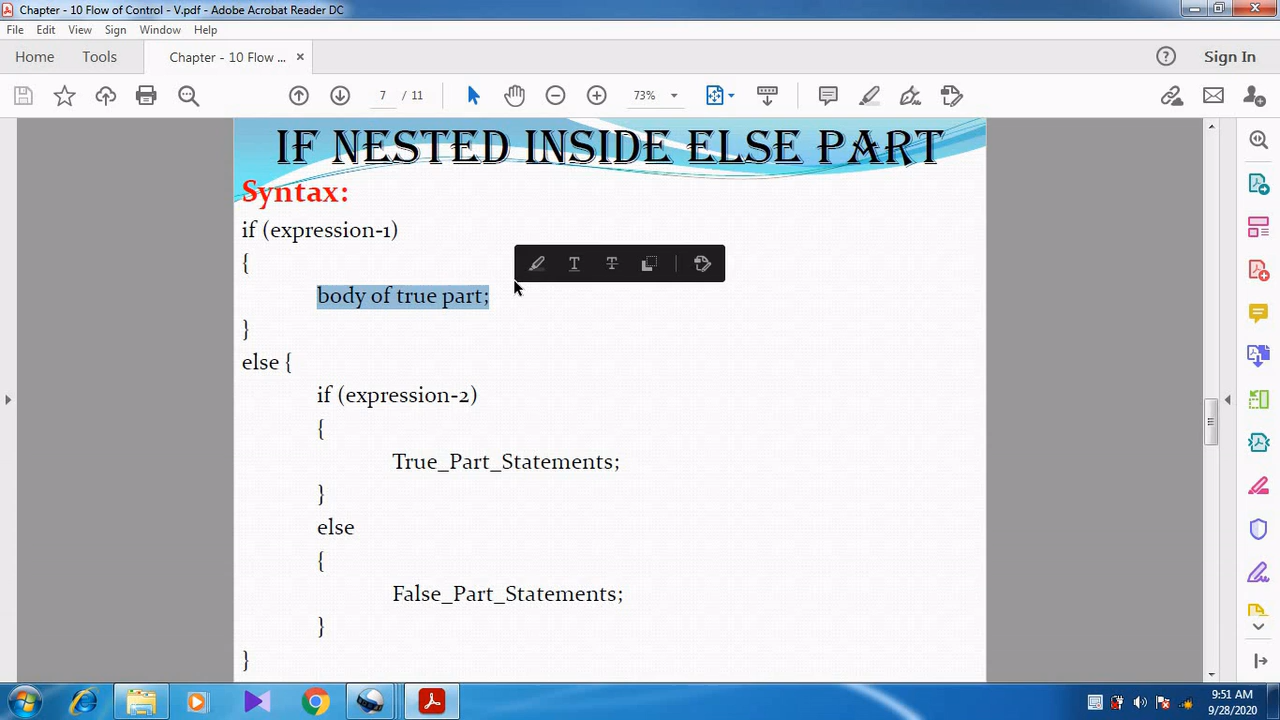 Chapter - 10 Flow of Control - V.pdf - Adobe Acrobat Reader DC
File Edit View Sign Window Help
Home Tools Chapter - 10 Flow ... × Sign In
7 / 11 73%
IF NESTED INSIDE ELSE PART
Syntax:
if (expression-1)
{
body of true part;
}
else {
if (expression-2)
{
True_Part_Statements;
}
else
{
False_Part_Statements;
}
}
9:51 AM
9/28/2020